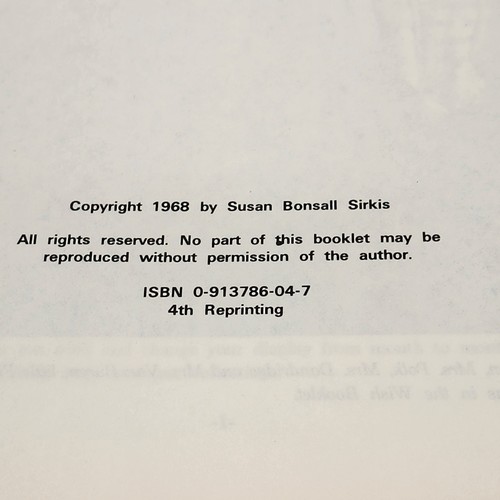 Copyright 1968 by Susan Bonsall Sirkis
All rights reserved. No part of this booklet may be
reproduced without permission of the author.
ISBN 0-913786-04-7
4th Reprinting